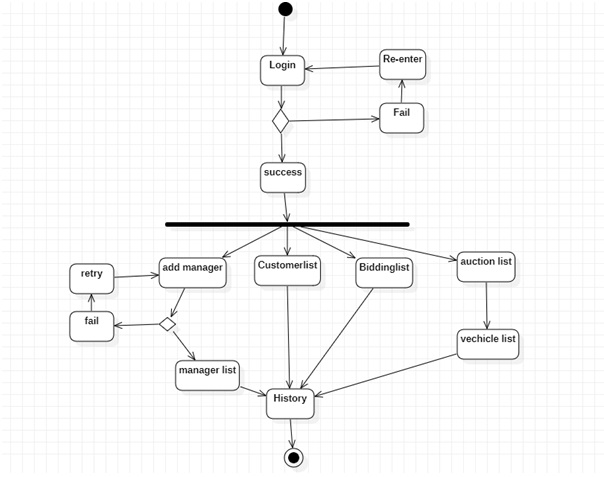 Login
Re-enter
Fail
success
retry
add manager
Customerlist
Biddinglist
auction list
fail
vechicle list
manager list
History